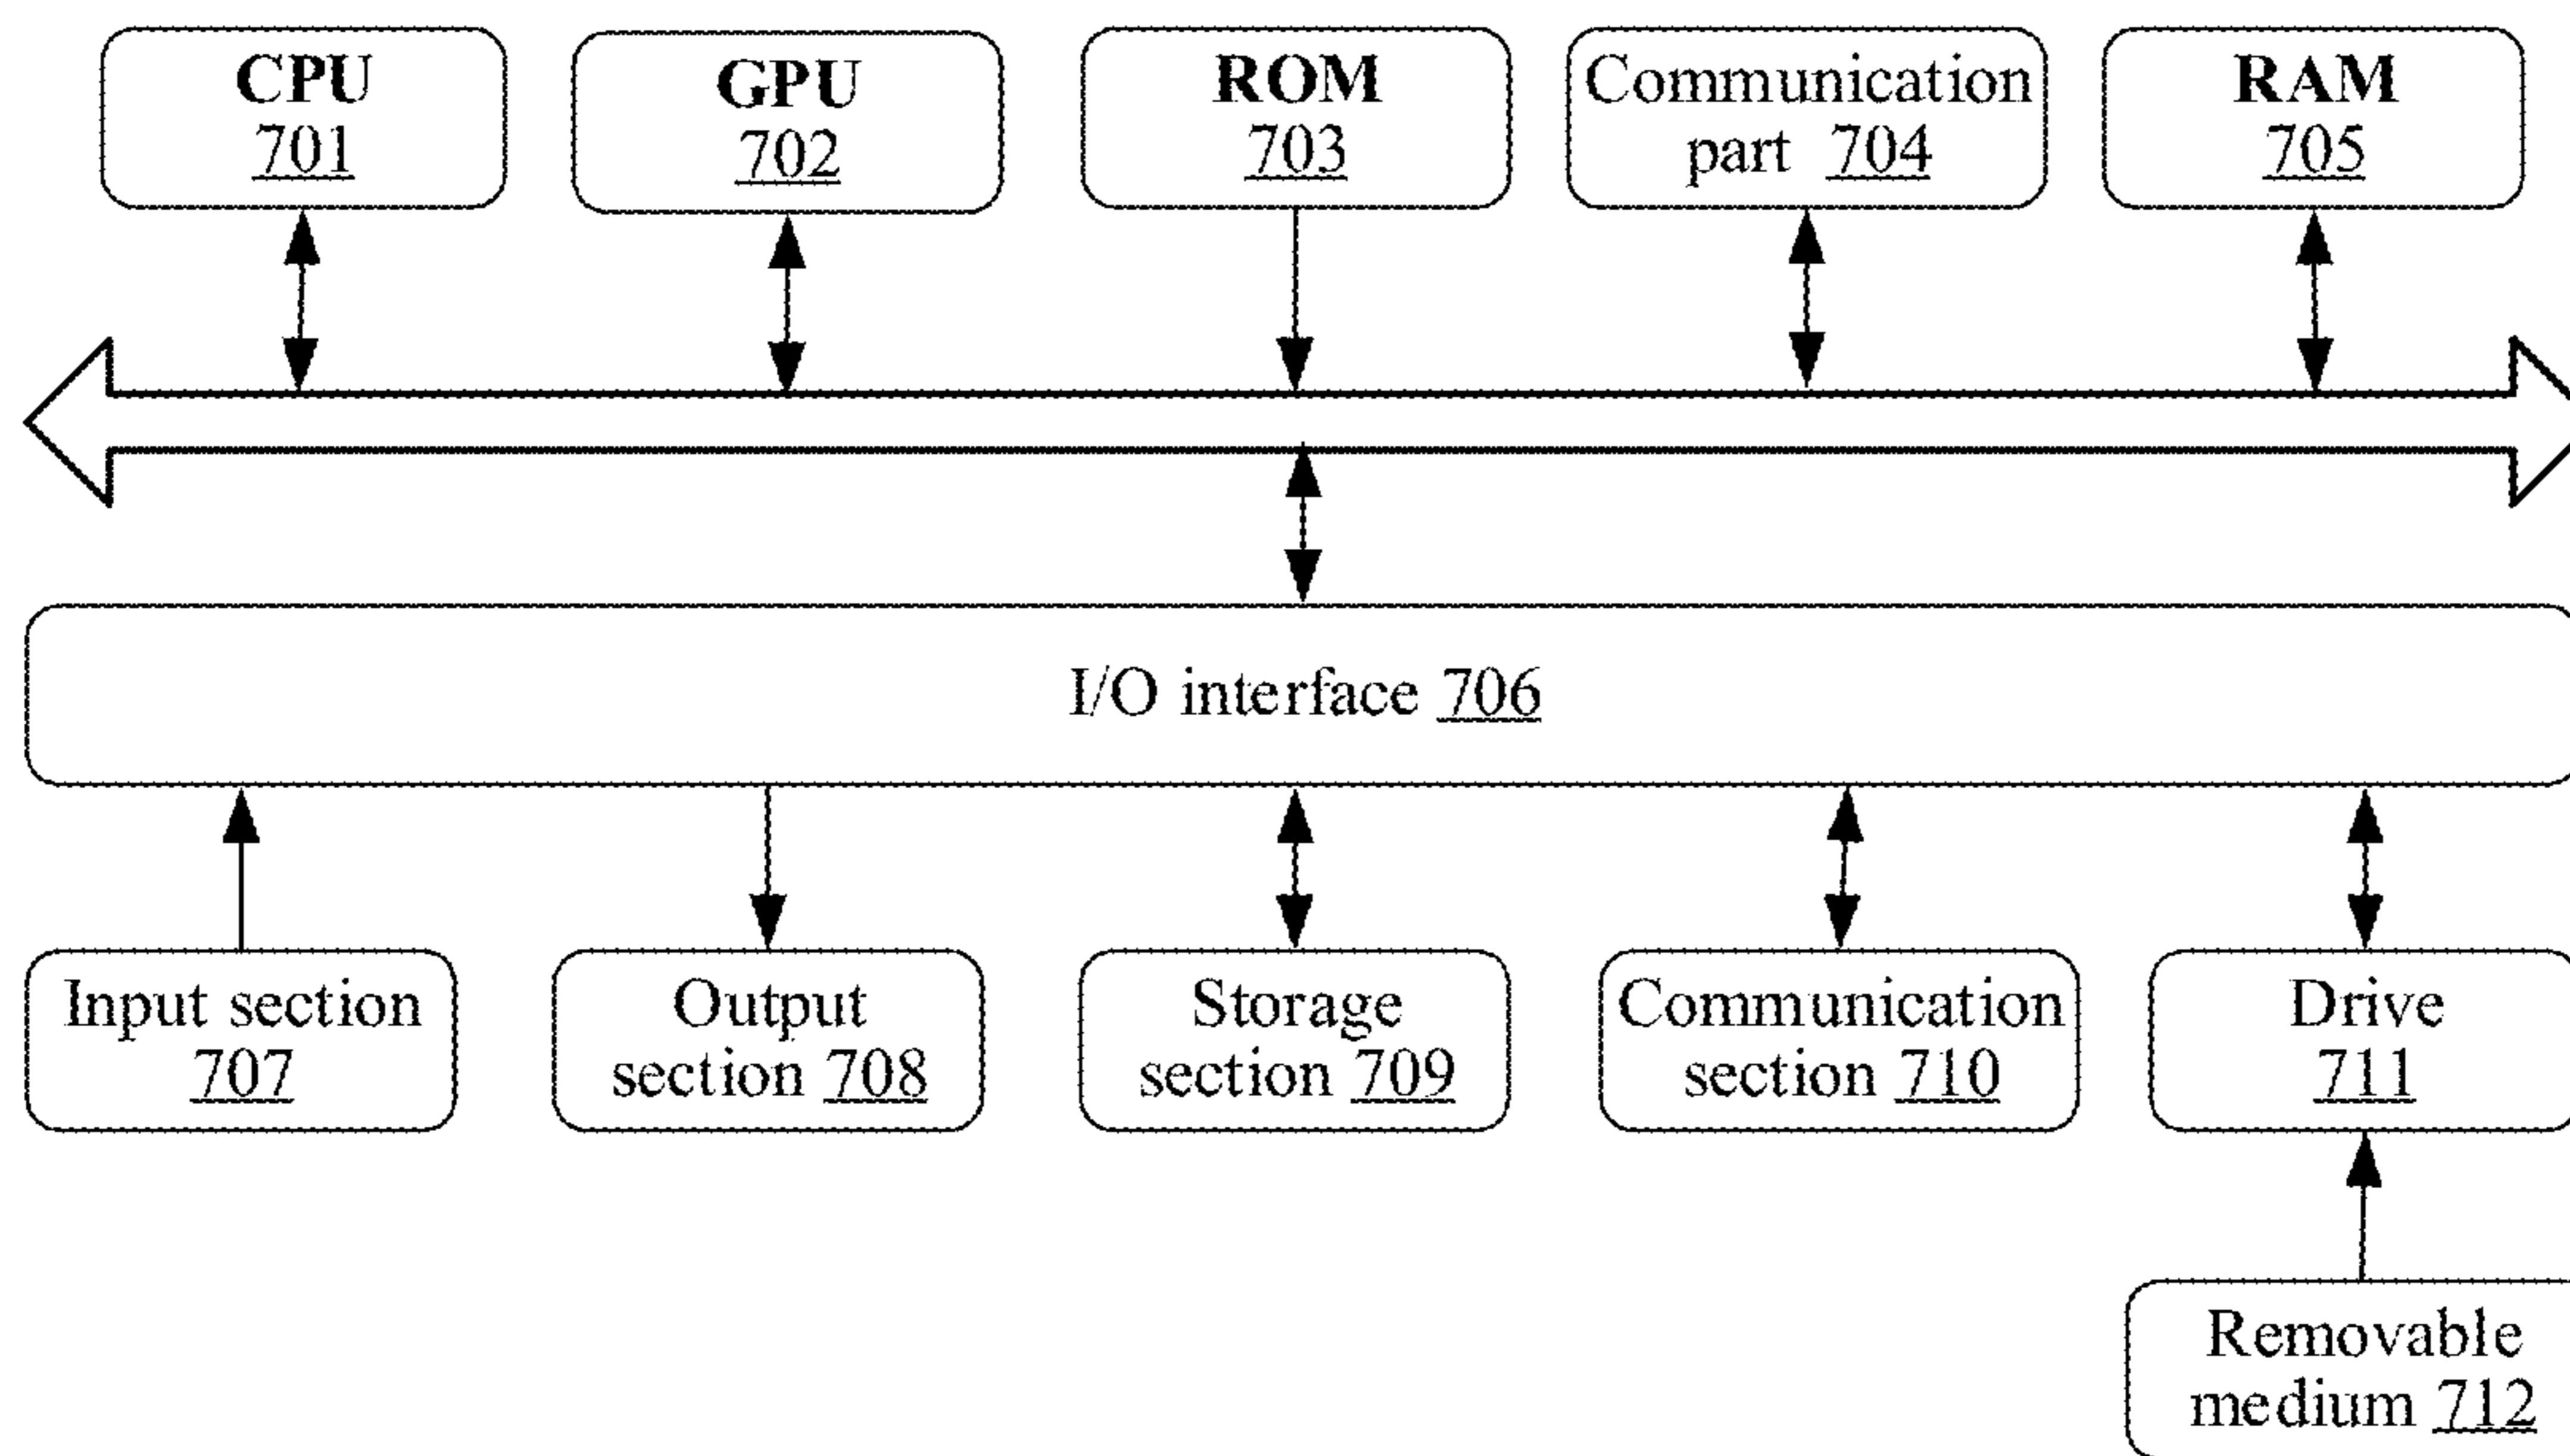 CPU
701
GPU
702
ROM
703
Communication
part 704
RAM
705
I/O interface 706
Input section
707
Output
section 708
Storage
section 709
Communication
section 710
Drive
711
Removable
medium 712